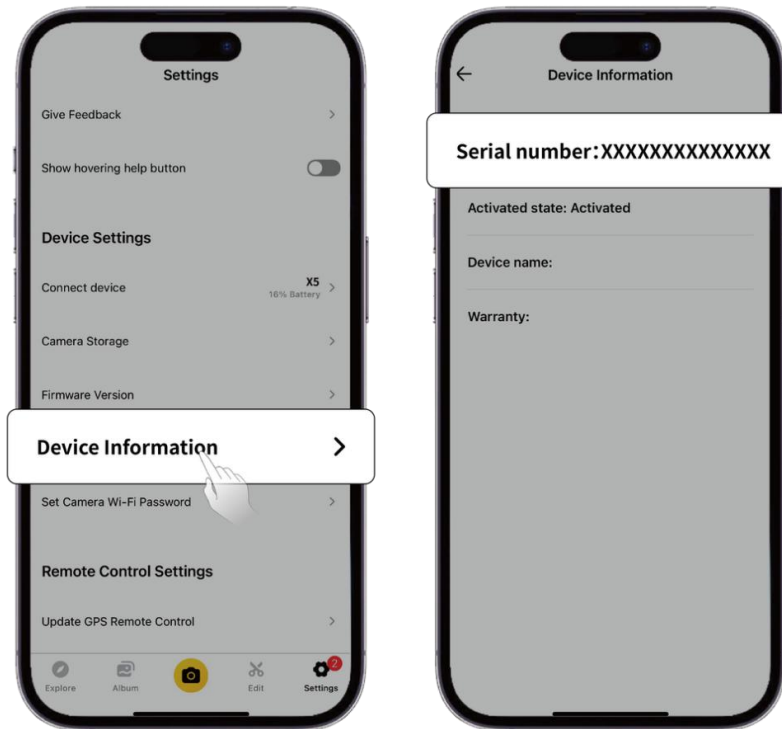 Settings
Give Feedback
Show hovering help button
Device Settings
Connect device
X5
16% Battery
Camera Storage
Firmware Version
Device Information
Set Camera Wi-Fi Password
Remote Control Settings
Update GPS Remote Control
2
Explore
Album
Edit
Settings
Device Information
Serial number:XXXXXXXXXXXXXX
Activated state: Activated
Device name:
Warranty: